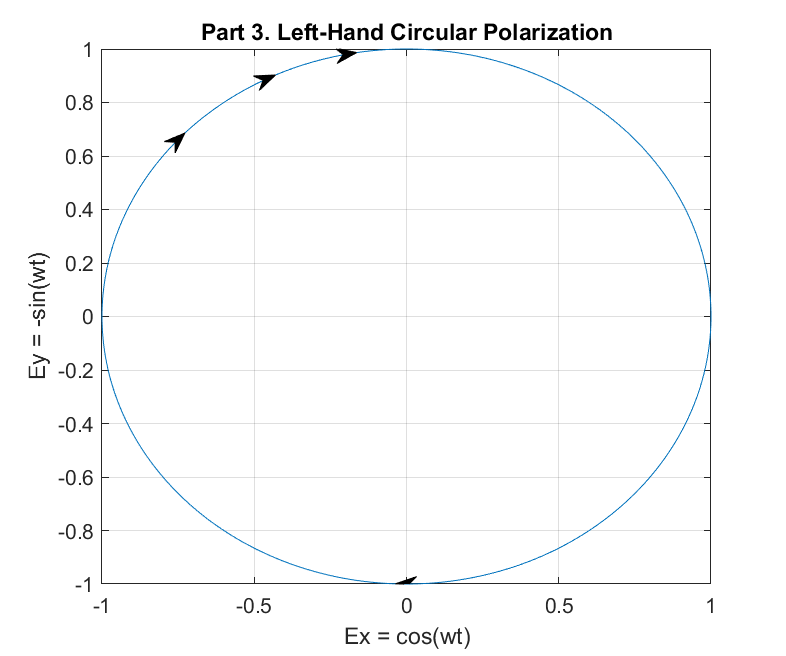 Part 3. Left-Hand Circular Polarization
1
0.8
0.6
0.4
0.2
0
-0.2
-0.4
-0.6
-0.8
-1
Ey = -sin(wt)
-1 -0.5 0 0.5 1
Ex = cos(wt)